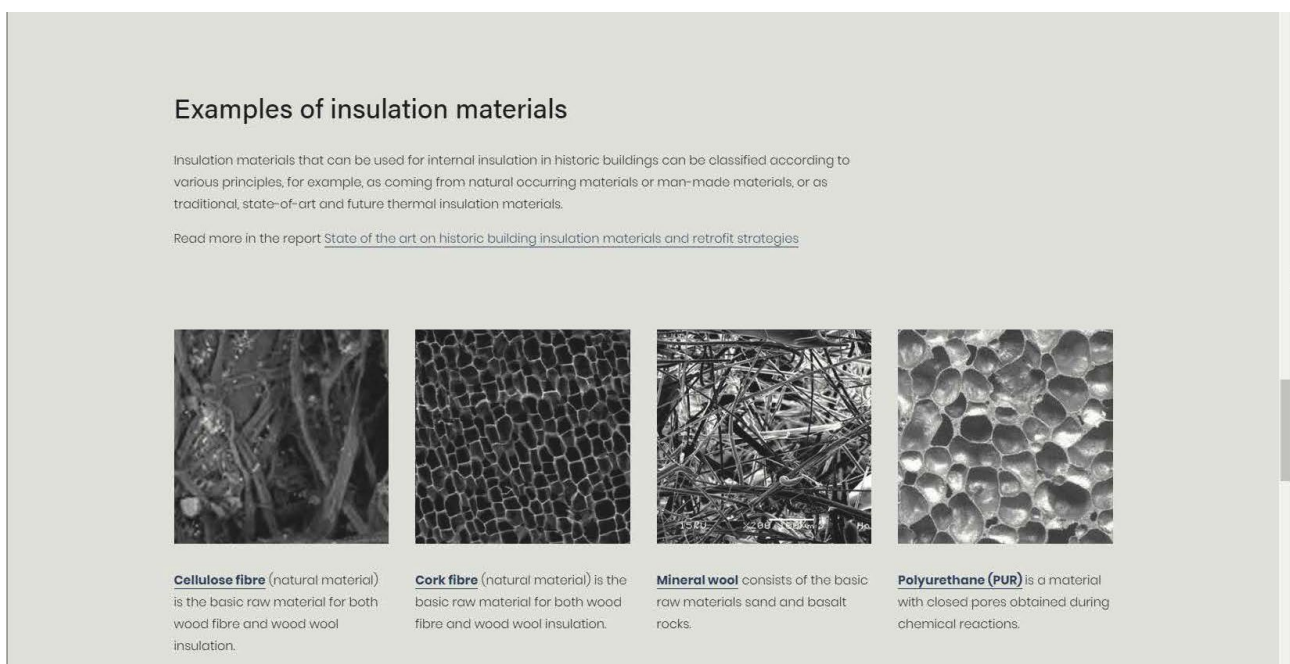 Examples of insulation materials
Insulation materials that can be used for internal insulation in historic buildings can be classified according to
various principles, for example, as coming from natural occurring materials or man-made materials, or as
traditional, state-of-art and future thermal insulation materials.
Read more in the report State of the art on historic building insulation materials and retrofit strategies
15KU X200 100µm
Cellulose fibre (natural material)
is the basic raw material for both
wood fibre and wood wool
insulation.
Cork fibre (natural material) is the
basic raw material for both wood
fibre and wood wool insulation.
Mineral wool consists of the basic
raw materials sand and basalt
rocks.
Polyurethane (PUR) is a material
with closed pores obtained during
chemical reactions.